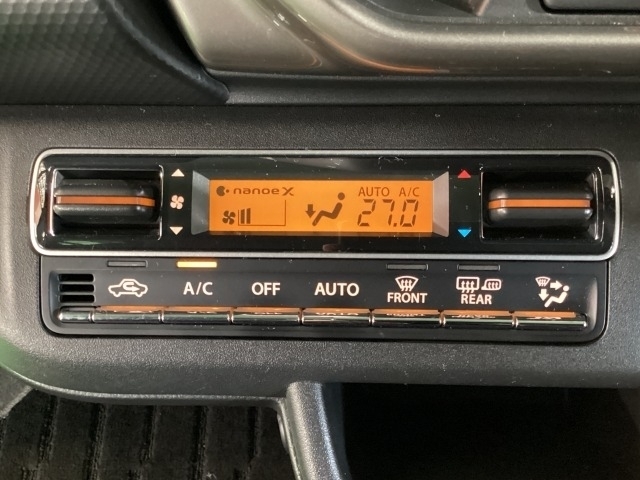 nanoe X
AUTO A/C
27.0
A/C OFF AUTO FRONT REAR